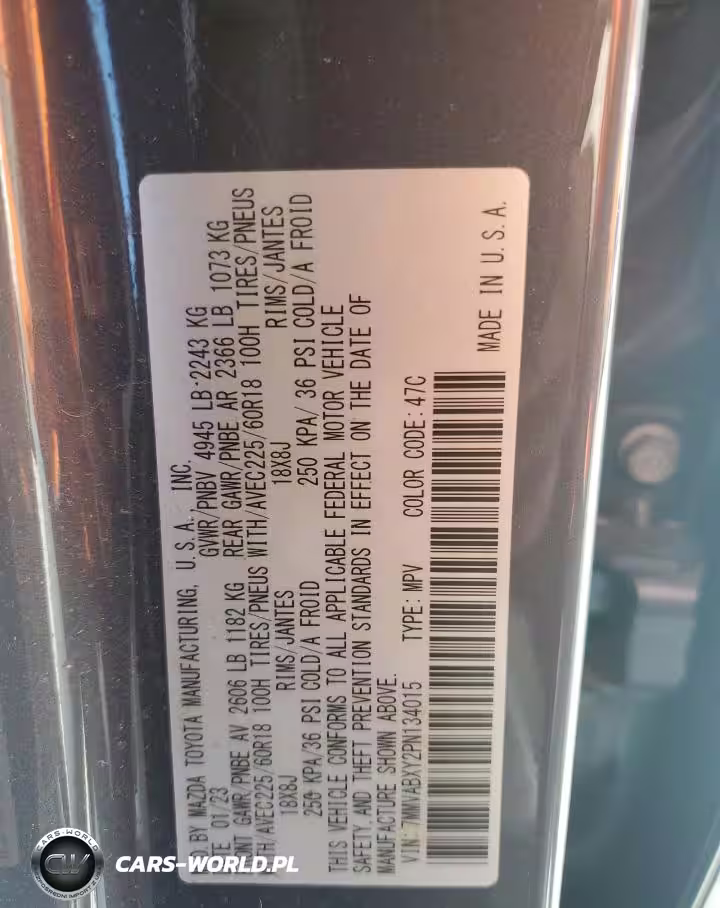 D. BY MAZDA TOYOTA MANUFACTURING, U.S.A., INC.
TE 01/23 GVWR/PNBV 4945 LB 2243 KG
ONT GAWR/PNBE AV 2606 LB 1182 KG REAR GAWR/PNBE AR 2366 LB 1073 KG
TH/AVEC225/60R18 100H TIRES/PNEUS WITH/AVEC225/60R18 100H TIRES/PNEUS
18X8J RIMS/JANTES 18X8J RIMS/JANTES
250 KPA/36 PSI COLD/A FROID 250 KPA/ 36 PSI COLD/A FROID
THIS VEHICLE CONFORMS TO ALL APPLICABLE FEDERAL MOTOR VEHICLE
SAFETY AND THEFT PREVENTION STANDARDS IN EFFECT ON THE DATE OF
MANUFACTURE SHOWN ABOVE.
VIN: 7MMVABXY2PN134015 TYPE: MPV COLOR CODE: 47C
MADE IN U.S.A.
CW
CARS-WORLD.PL